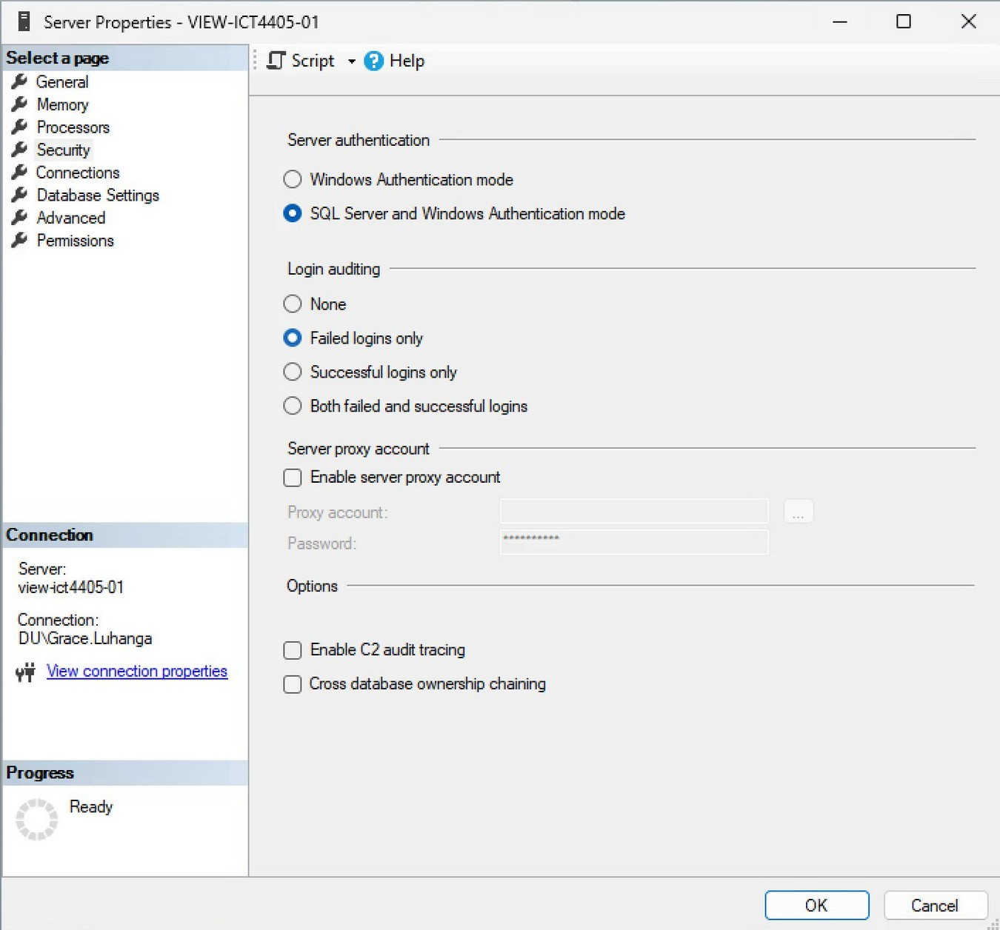 Server Properties - VIEW-ICT4405-01
Select a page
General
Memory
Processors
Security
Connections
Database Settings
Advanced
Permissions
Connection
Server:
view-ict4405-01
Connection:
DU\Grace.Luhanga
View connection properties
Progress
Ready
Script
Help
Server authentication
Windows Authentication mode
SQL Server and Windows Authentication mode
Login auditing
None
Failed logins only
Successful logins only
Both failed and successful logins
Server proxy account
Enable server proxy account
Proxy account:
...
Password: **********
Options
Enable C2 audit tracing
Cross database ownership chaining
OK
Cancel